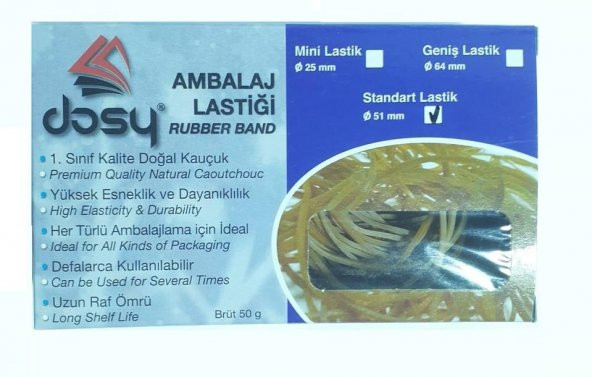 dosy®
AMBALAJ
LASTİĞİ
RUBBER BAND
• 1. Sınıf Kalite Doğal Kauçuk
• Premium Quality Natural Caoutchouc
• Yüksek Esneklik ve Dayanıklılık
• High Elasticity & Durability
• Her Türlü Ambalajlama için İdeal
• Ideal for All Kinds of Packaging
• Defalarca Kullanılabilir
• Can be Used for Several Times
• Uzun Raf Ömrü
• Long Shelf Life
Brüt 50 g
Mini Lastik
Ø 25 mm
Geniş Lastik
Ø 64 mm
Standart Lastik
Ø 51 mm